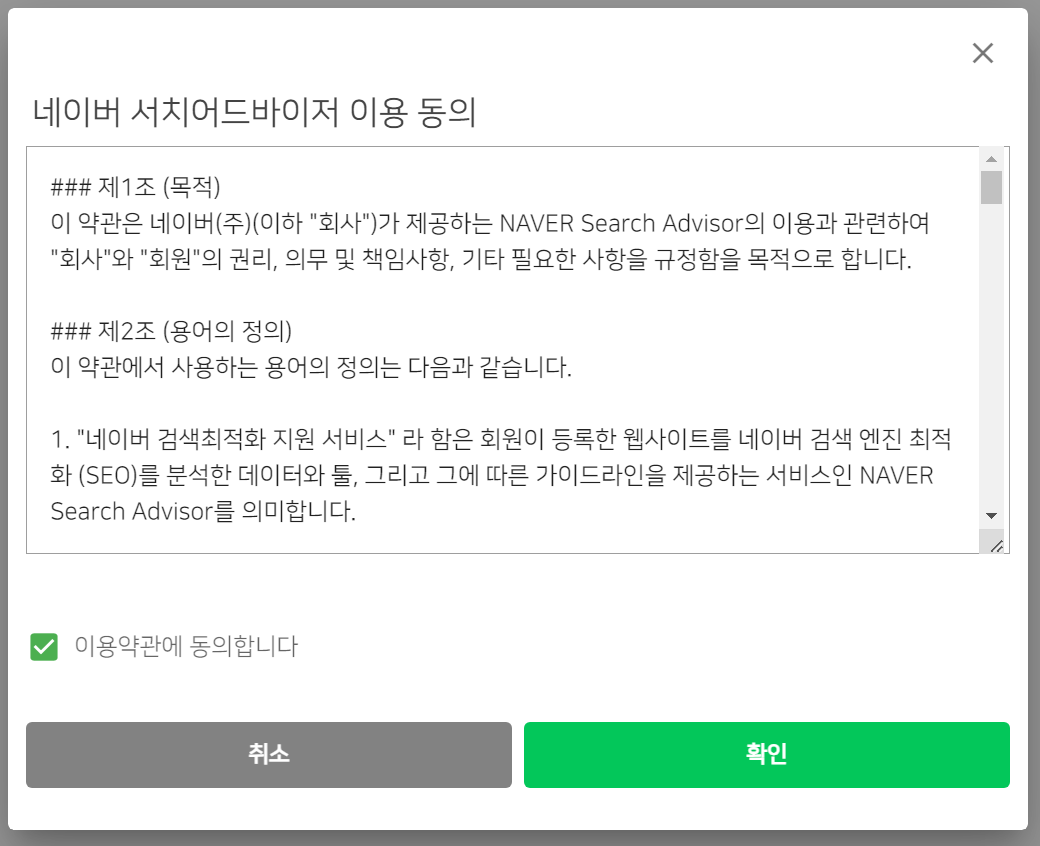 네이버 서치어드바이저 이용 동의
### 제1조 (목적)
이 약관은 네이버(주)(이하 "회사")가 제공하는 NAVER Search Advisor의 이용과 관련하여
"회사"와 "회원"의 권리, 의무 및 책임사항, 기타 필요한 사항을 규정함을 목적으로 합니다.
### 제2조 (용어의 정의)
이 약관에서 사용하는 용어의 정의는 다음과 같습니다.
1. "네이버 검색최적화 지원 서비스" 라 함은 회원이 등록한 웹사이트를 네이버 검색 엔진 최적
화 (SEO)를 분석한 데이터와 툴, 그리고 그에 따른 가이드라인을 제공하는 서비스인 NAVER
Search Advisor를 의미합니다.
이용약관에 동의합니다
취소
확인